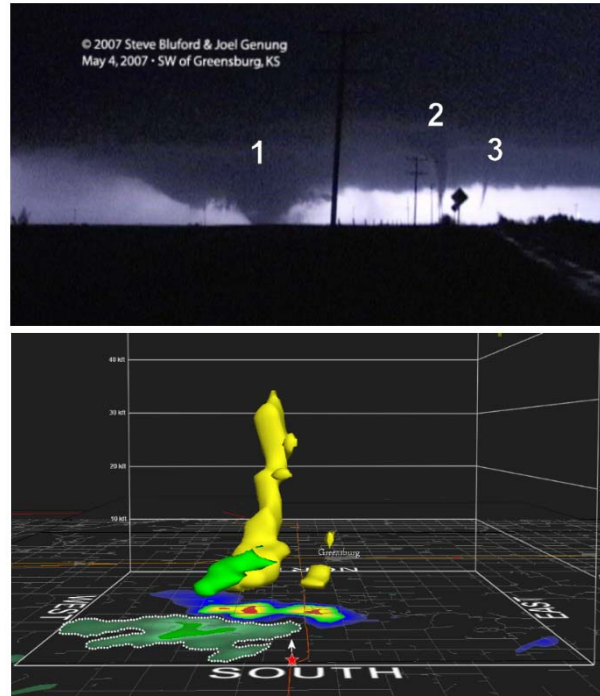 © 2007 Steve Bluford & Joel Genung
May 4, 2007 • SW of Greensburg, KS
1
2
3
40 kft
30 kft
20 kft
10 kft
Greensburg
WEST
EAST
SOUTH